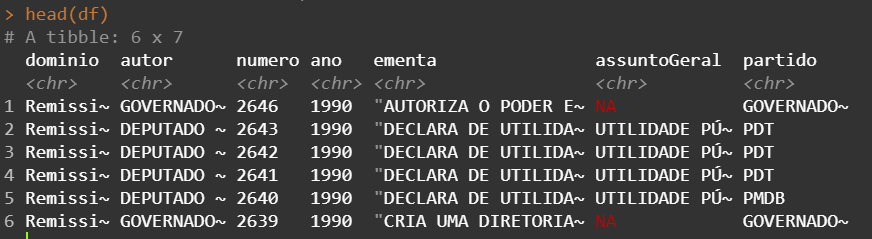 > head(df)
# A tibble: 6 x 7
dominio autor numero ano ementa assuntoGeral partido
<chr> <chr> <chr> <chr> <chr> <chr> <chr>
1 Remissi~ GOVERNADO~ 2646 1990 "AUTORIZA O PODER E~ NA GOVERNADO~
2 Remissi~ DEPUTADO ~ 2643 1990 "DECLARA DE UTILIDA~ UTILIDADE PÚ~ PDT
3 Remissi~ DEPUTADO ~ 2642 1990 "DECLARA DE UTILIDA~ UTILIDADE PÚ~ PDT
4 Remissi~ DEPUTADO ~ 2641 1990 "DECLARA DE UTILIDA~ UTILIDADE PÚ~ PDT
5 Remissi~ DEPUTADO ~ 2640 1990 "DECLARA DE UTILIDA~ UTILIDADE PÚ~ PMDB
6 Remissi~ GOVERNADO~ 2639 1990 "CRIA UMA DIRETORIA~ NA GOVERNADO~